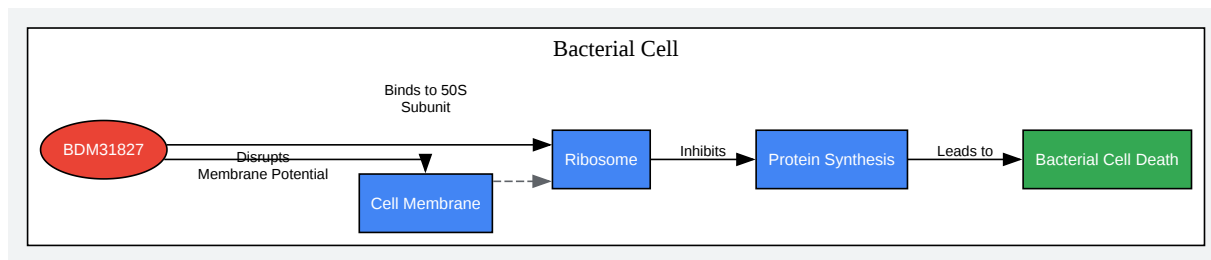 Bacterial Cell
Binds to 50S
Subunit
BDM31827
Disrupts
Membrane Potential
Cell Membrane
Ribosome
Inhibits
Protein Synthesis
Leads to
Bacterial Cell Death